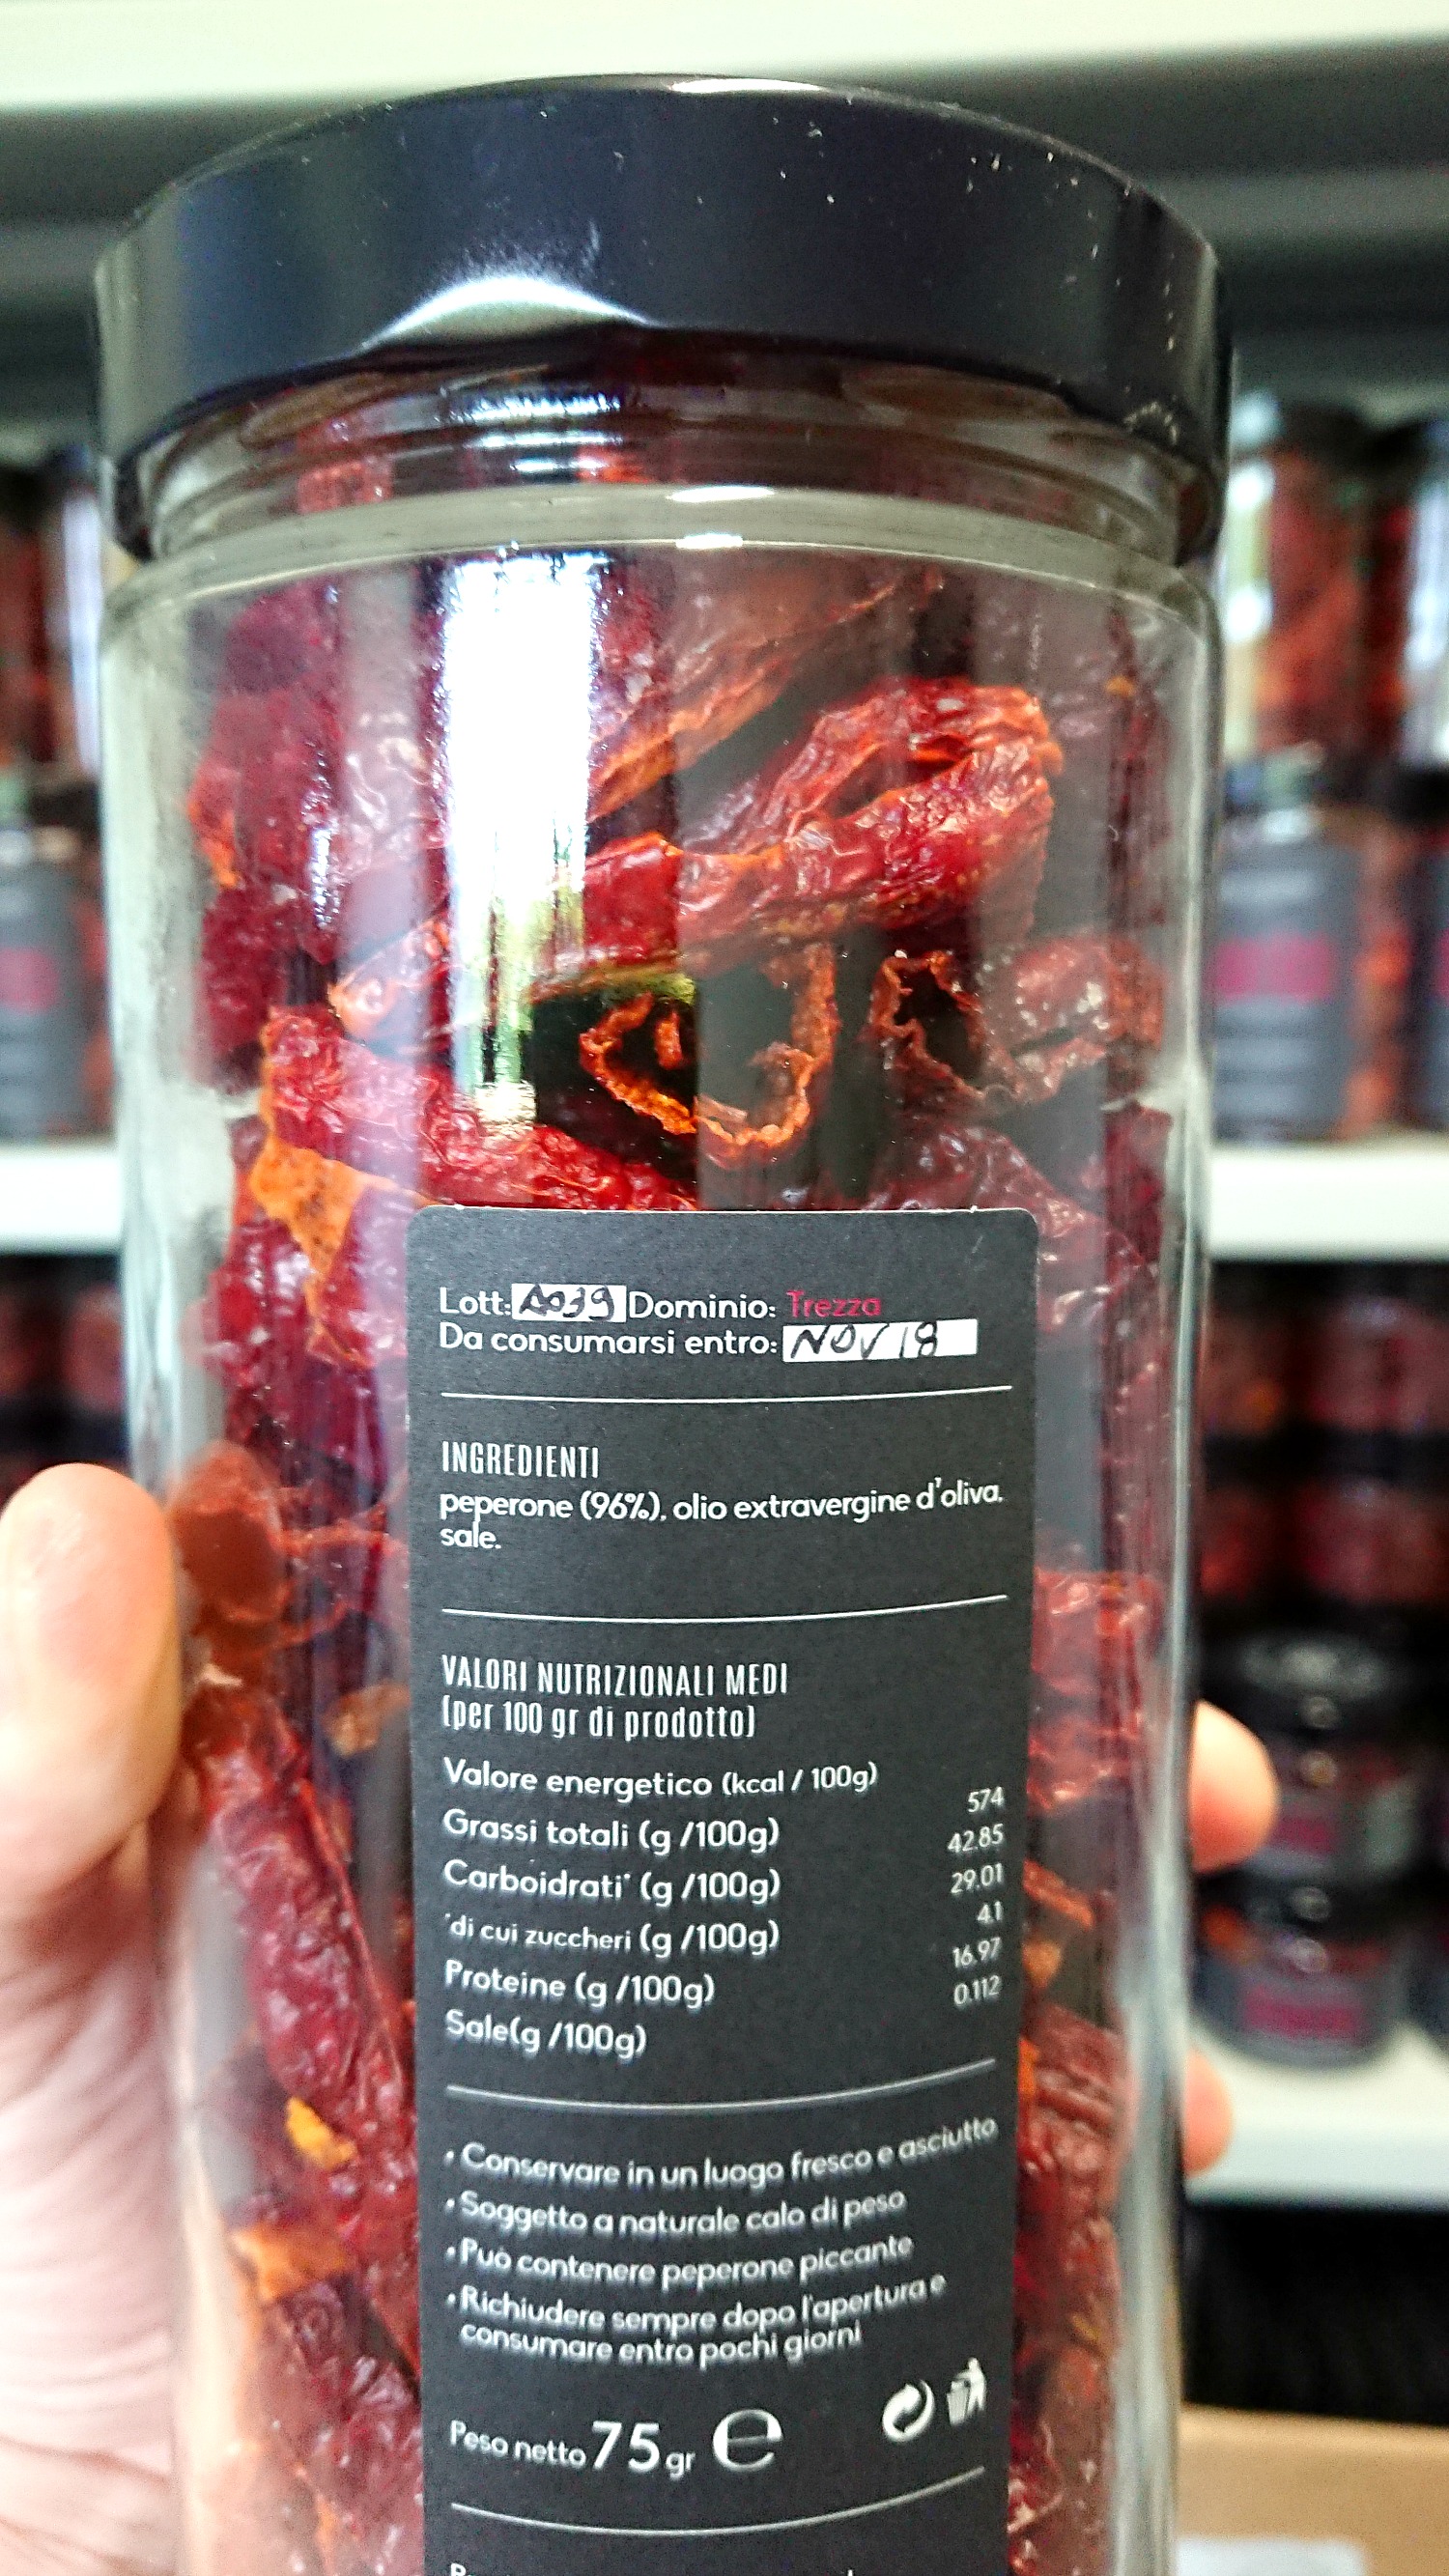 Lott: A039 Dominio: Trezza
Da consumarsi entro: NOV 18
INGREDIENTI
peperone (96%), olio extravergine d'oliva,
sale.
VALORI NUTRIZIONALI MEDI
(per 100 gr di prodotto)
Valore energetico (kcal / 100g) 574
Grassi totali (g /100g) 42.85
Carboidrati* (g /100g) 29.01
*di cui zuccheri (g /100g) 4.1
Proteine (g /100g) 16.97
Sale(g /100g) 0.112
• Conservare in un luogo fresco e asciutto
• Soggetto a naturale calo di peso
• Può contenere peperone piccante
• Richiudere sempre dopo l'apertura e
consumare entro pochi giorni
Peso netto 75 gr e